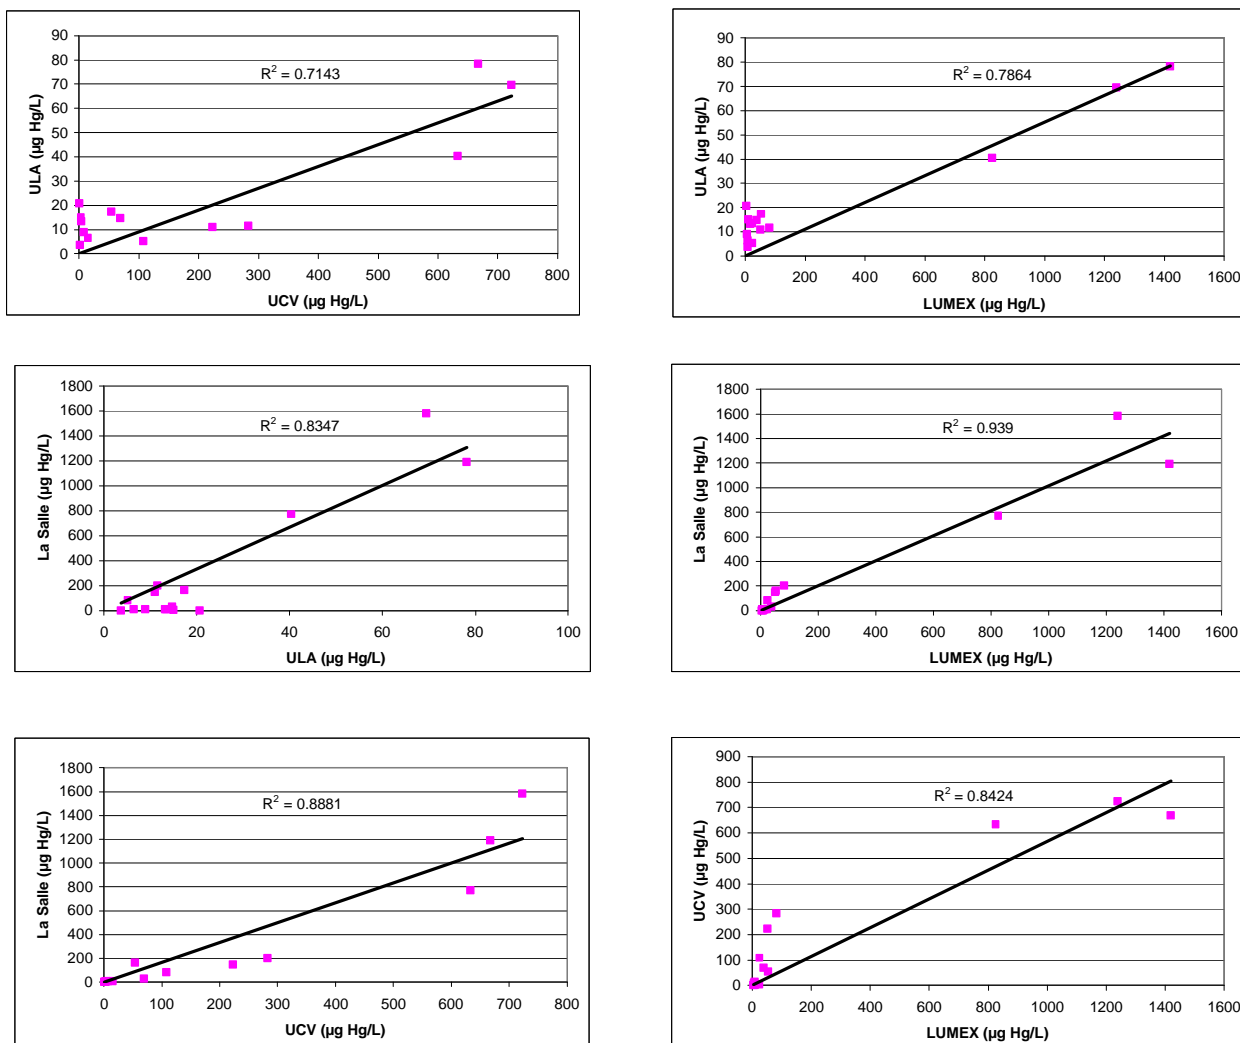 90
80
70
60
50
40
30
20
10
0
ULA (µg Hg/L)
R² = 0.7143
0 100 200 300 400 500 600 700 800
UCV (µg Hg/L)
90
80
70
60
50
40
30
20
10
0
ULA (µg Hg/L)
R² = 0.7864
0 200 400 600 800 1000 1200 1400 1600
LUMEX (µg Hg/L)
1800
1600
1400
1200
1000
800
600
400
200
0
La Salle (µg Hg/L)
R² = 0.8347
0 20 40 60 80 100
ULA (µg Hg/L)
1800
1600
1400
1200
1000
800
600
400
200
0
La Salle (µg Hg/L)
R² = 0.939
0 200 400 600 800 1000 1200 1400 1600
LUMEX (µg Hg/L)
1800
1600
1400
1200
1000
800
600
400
200
0
La Salle (µg Hg/L)
R² = 0.8881
0 100 200 300 400 500 600 700 800
UCV (µg Hg/L)
900
800
700
600
500
400
300
200
100
0
UCV (µg Hg/L)
R² = 0.8424
0 200 400 600 800 1000 1200 1400 1600
LUMEX (µg Hg/L)